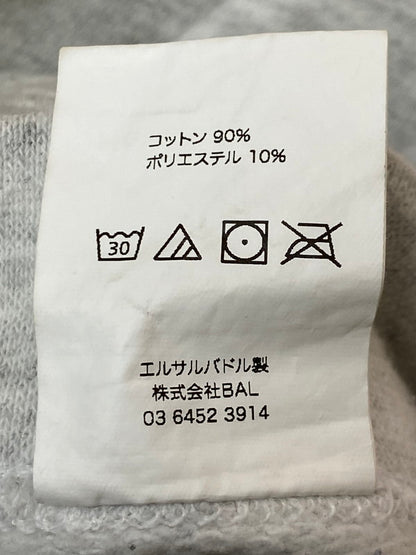 コットン 90%
ポリエステル 10%
30
エルサルバドル製
株式会社BAL
03 6452 3914